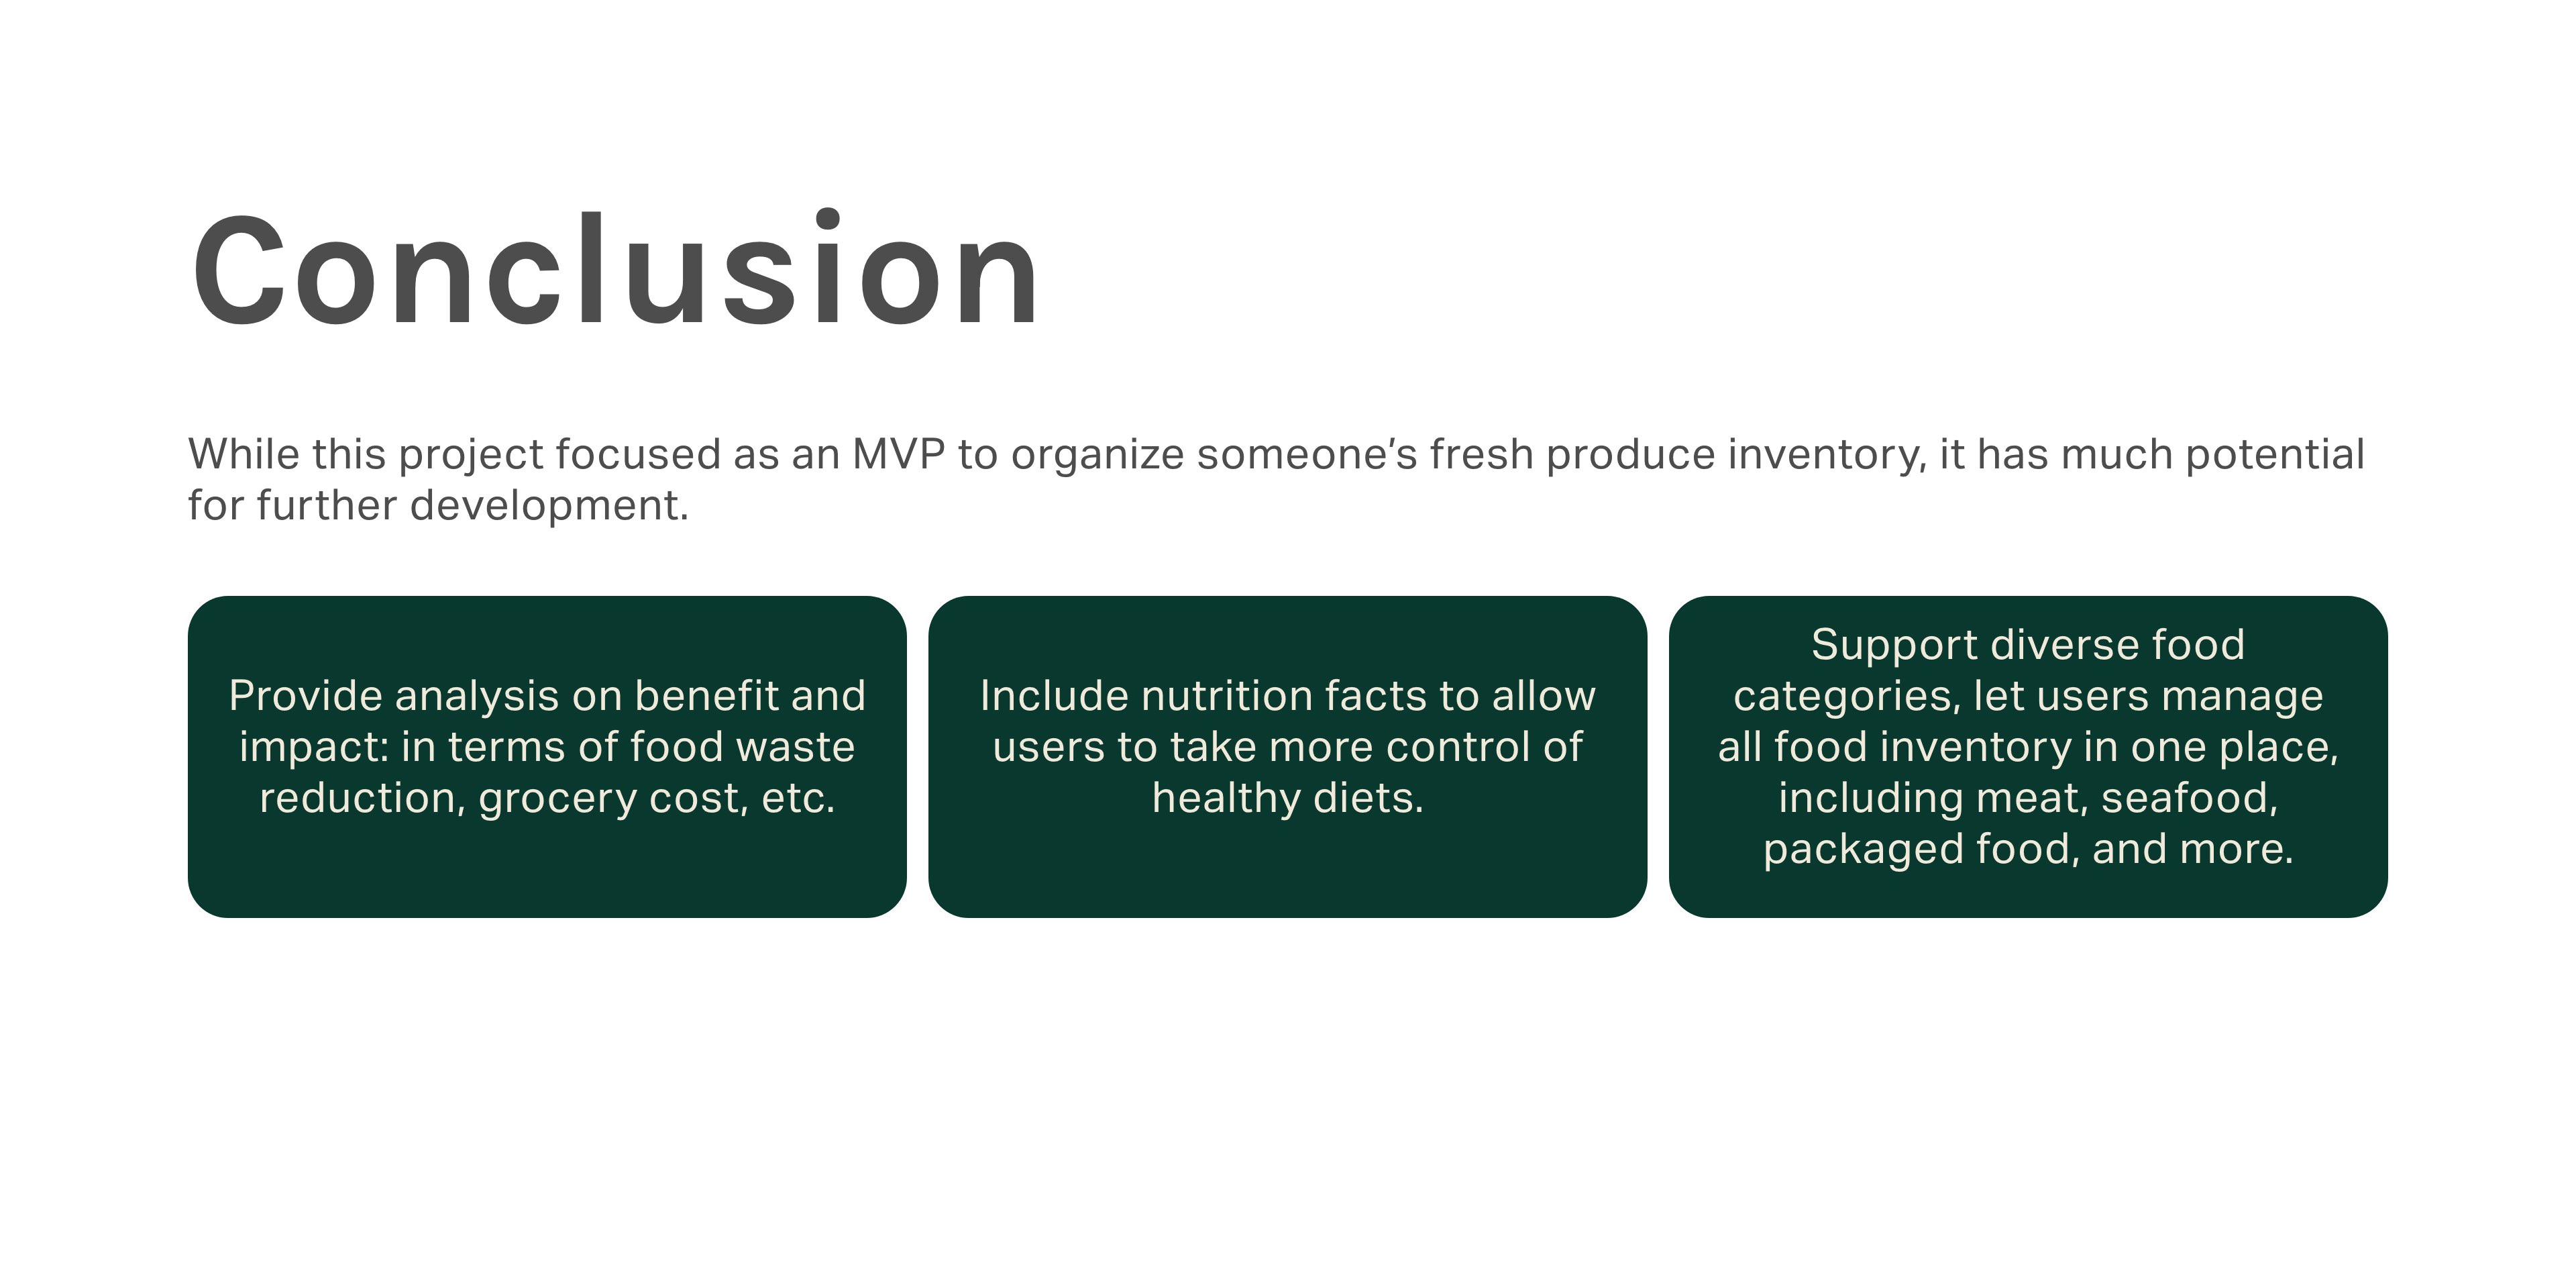 Conclusion
While this project focused as an MVP to organize someone’s fresh produce inventory, it has much potential
for further development.
Provide analysis on benefit and
impact: in terms of food waste
reduction, grocery cost, etc.
Include nutrition facts to allow
users to take more control of
healthy diets.
Support diverse food
categories, let users manage
all food inventory in one place,
including meat, seafood,
packaged food, and more.